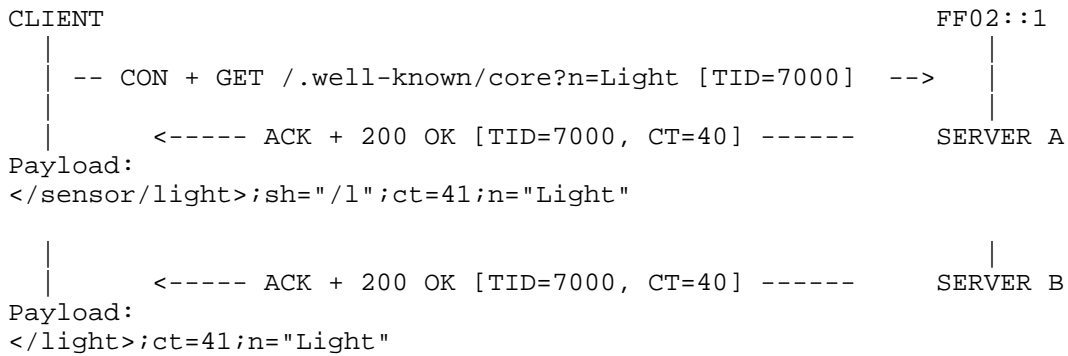 CLIENT FF02::1
| |
| -- CON + GET /.well-known/core?n=Light [TID=7000] --> |
| |
| <----- ACK + 200 OK [TID=7000, CT=40] ------ SERVER A
Payload:
</sensor/light>;sh="/l";ct=41;n="Light"
| |
| <----- ACK + 200 OK [TID=7000, CT=40] ------ SERVER B
Payload:
</light>;ct=41;n="Light"